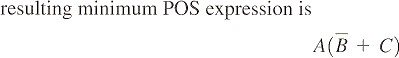 resulting minimum POS expression is
A(B̅ + C)